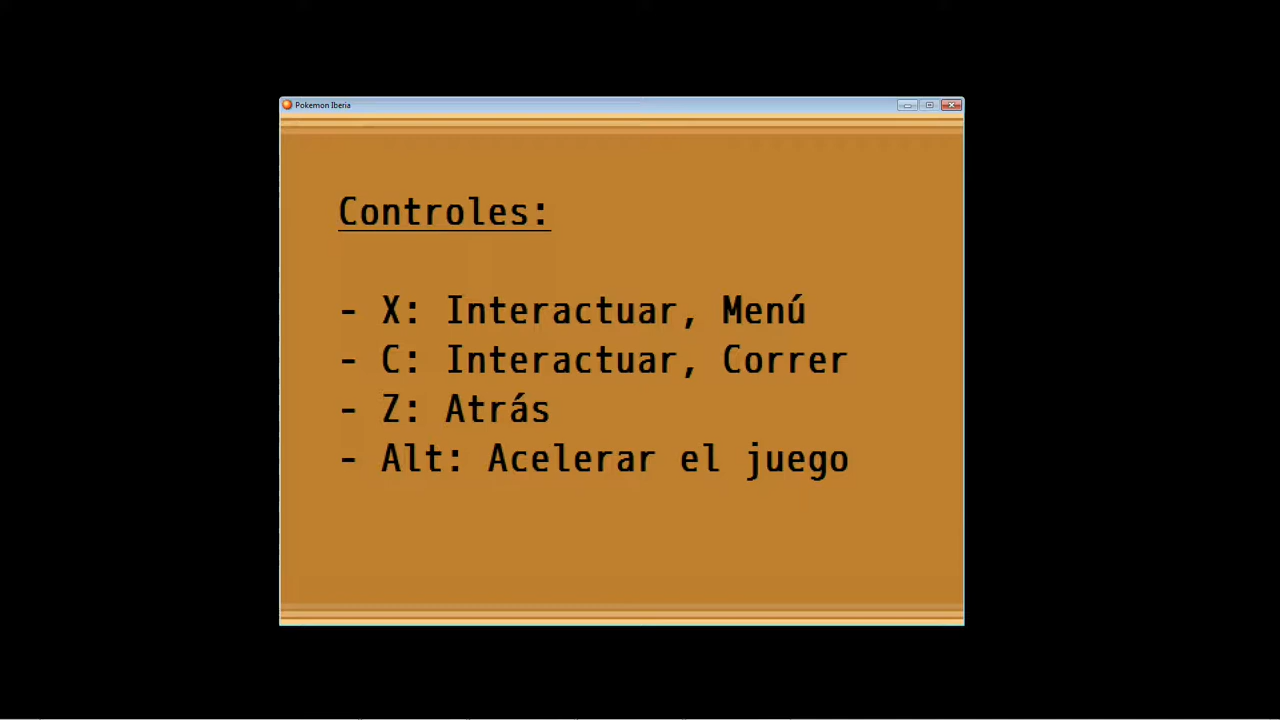 Pokemon Iberia
Controles:
- X: Interactuar, Menú
- C: Interactuar, Correr
- Z: Atrás
- Alt: Acelerar el juego